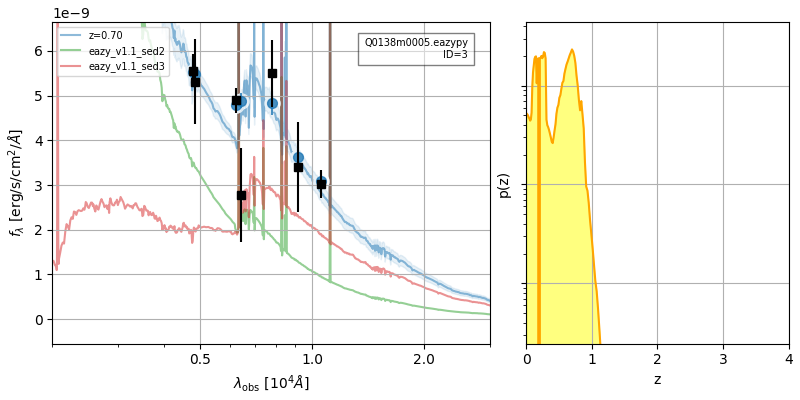 1e−9
z=0.70
eazy_v1.1_sed2
eazy_v1.1_sed3
Q0138m0005.eazypy
ID=3
6
5
4
3
2
1
0
f_λ [erg/s/cm²/Å]
0.5
1.0
2.0
λ_obs [10⁴Å]
p(z)
0
1
2
3
4
z